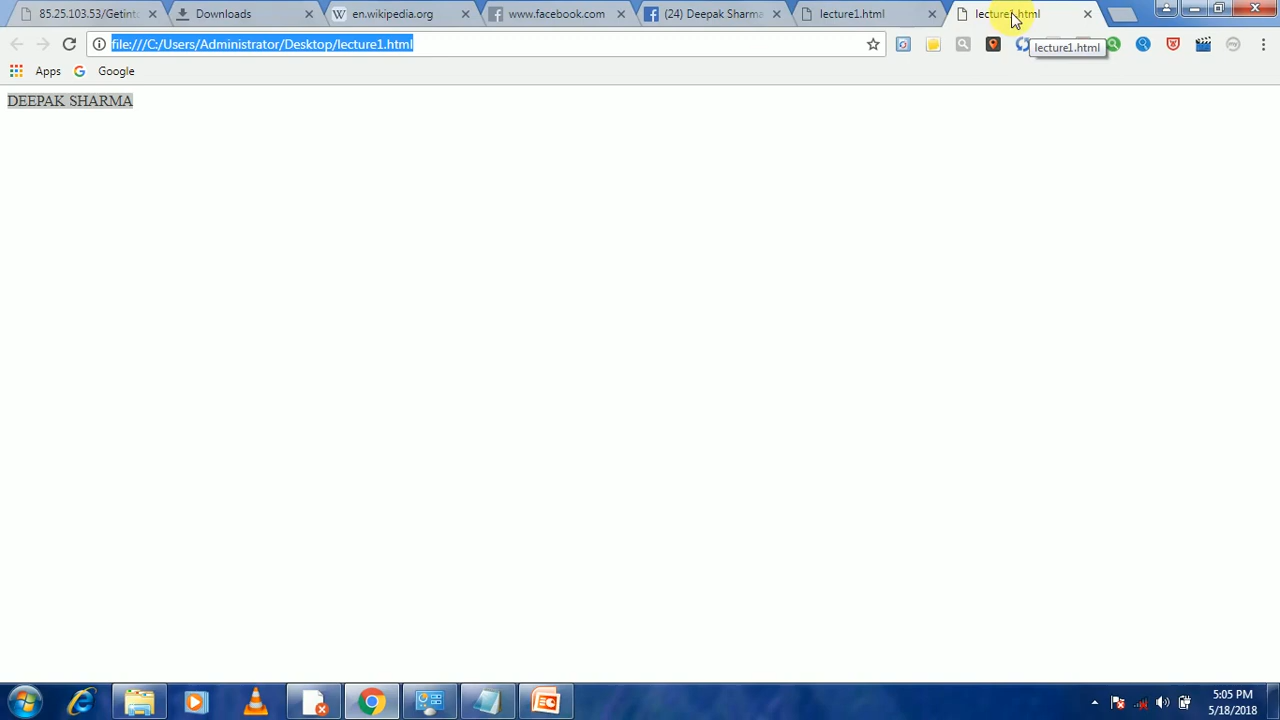 85.25.103.53/Getinto
Downloads
en.wikipedia.org
www.facebook.com
(24) Deepak Sharma
lecture1.html
lecture1.html
file:///C:/Users/Administrator/Desktop/lecture1.html
lecture1.html
Apps
Google
DEEPAK SHARMA
5:05 PM
5/18/2018